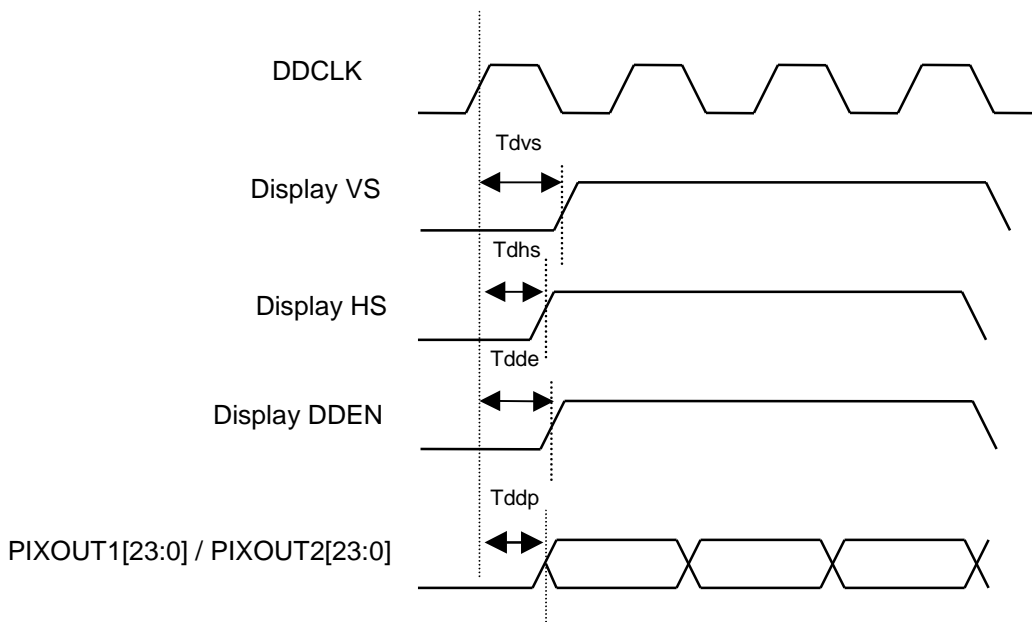 DDCLK
Tdvs
Display VS
Tdhs
Display HS
Tdde
Display DDEN
Tddp
PIXOUT1[23:0] / PIXOUT2[23:0]